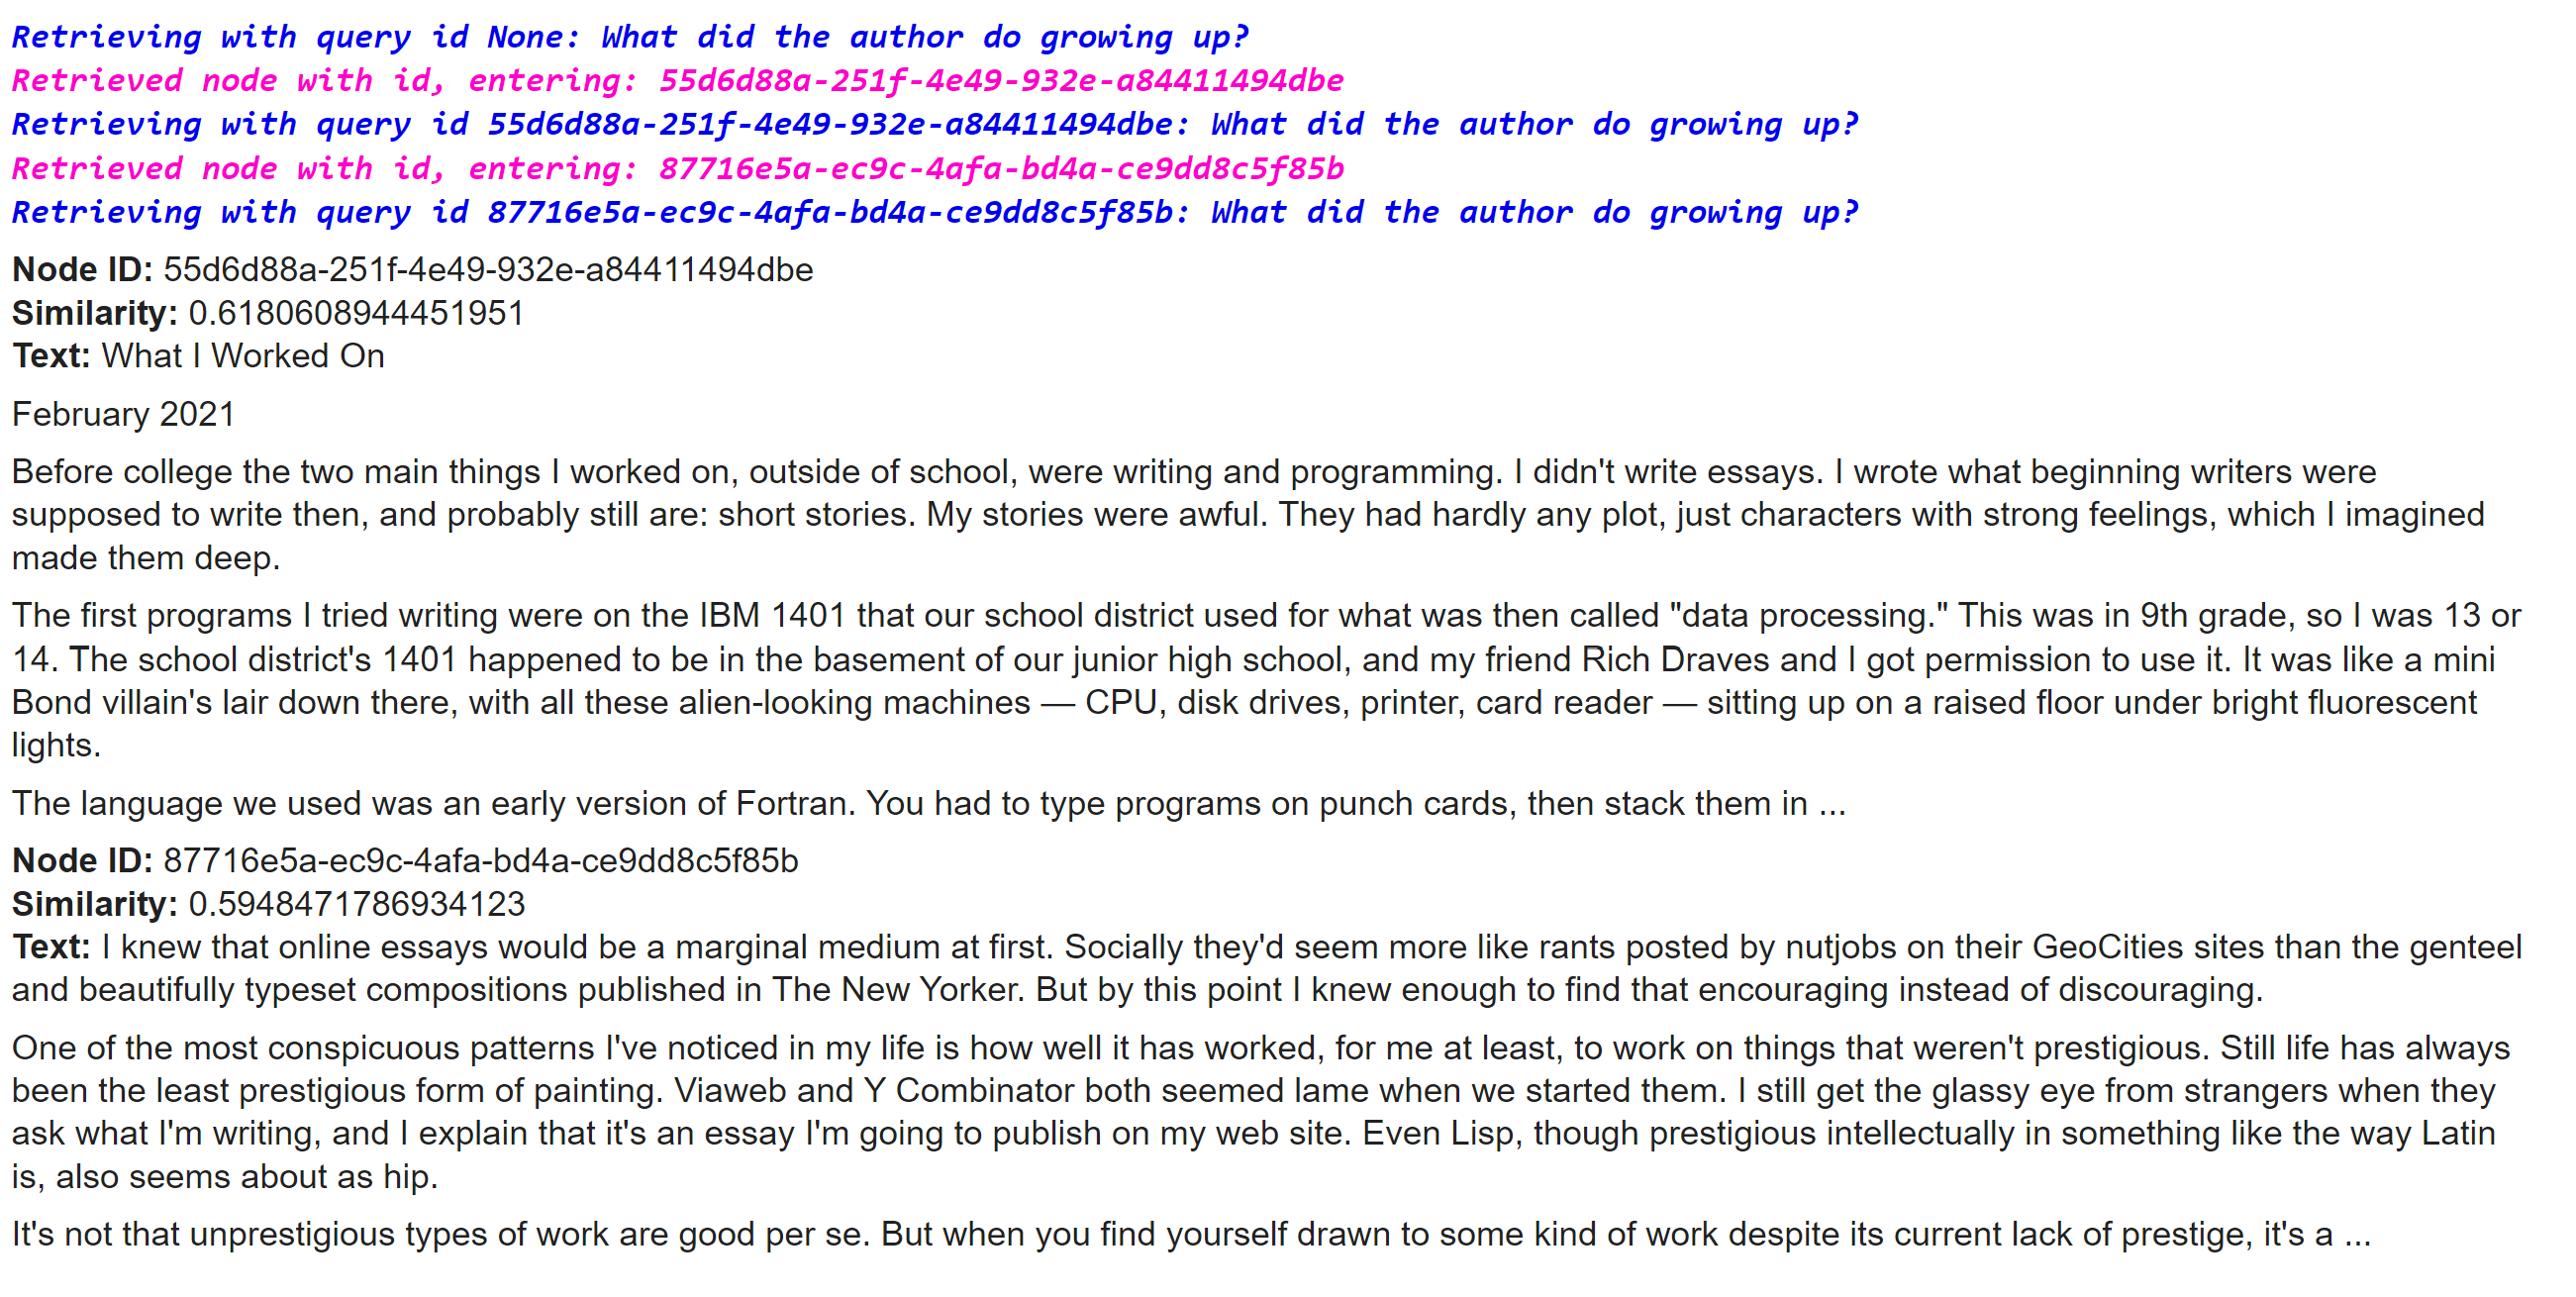 Retrieving with query id None: What did the author do growing up?
Retrieved node with id, entering: 55d6d88a-251f-4e49-932e-a84411494dbe
Retrieving with query id 55d6d88a-251f-4e49-932e-a84411494dbe: What did the author do growing up?
Retrieved node with id, entering: 87716e5a-ec9c-4afa-bd4a-ce9dd8c5f85b
Retrieving with query id 87716e5a-ec9c-4afa-bd4a-ce9dd8c5f85b: What did the author do growing up?
Node ID: 55d6d88a-251f-4e49-932e-a84411494dbe
Similarity: 0.6180608944451951
Text: What I Worked On
February 2021
Before college the two main things I worked on, outside of school, were writing and programming. I didn't write essays. I wrote what beginning writers were
supposed to write then, and probably still are: short stories. My stories were awful. They had hardly any plot, just characters with strong feelings, which I imagined
made them deep.
The first programs I tried writing were on the IBM 1401 that our school district used for what was then called "data processing." This was in 9th grade, so I was 13 or
14. The school district's 1401 happened to be in the basement of our junior high school, and my friend Rich Draves and I got permission to use it. It was like a mini
Bond villain's lair down there, with all these alien-looking machines — CPU, disk drives, printer, card reader — sitting up on a raised floor under bright fluorescent
lights.
The language we used was an early version of Fortran. You had to type programs on punch cards, then stack them in ...
Node ID: 87716e5a-ec9c-4afa-bd4a-ce9dd8c5f85b
Similarity: 0.5948471786934123
Text: I knew that online essays would be a marginal medium at first. Socially they'd seem more like rants posted by nutjobs on their GeoCities sites than the genteel
and beautifully typeset compositions published in The New Yorker. But by this point I knew enough to find that encouraging instead of discouraging.
One of the most conspicuous patterns I've noticed in my life is how well it has worked, for me at least, to work on things that weren't prestigious. Still life has always
been the least prestigious form of painting. Viaweb and Y Combinator both seemed lame when we started them. I still get the glassy eye from strangers when they
ask what I'm writing, and I explain that it's an essay I'm going to publish on my web site. Even Lisp, though prestigious intellectually in something like the way Latin
is, also seems about as hip.
It's not that unprestigious types of work are good per se. But when you find yourself drawn to some kind of work despite its current lack of prestige, it's a ...